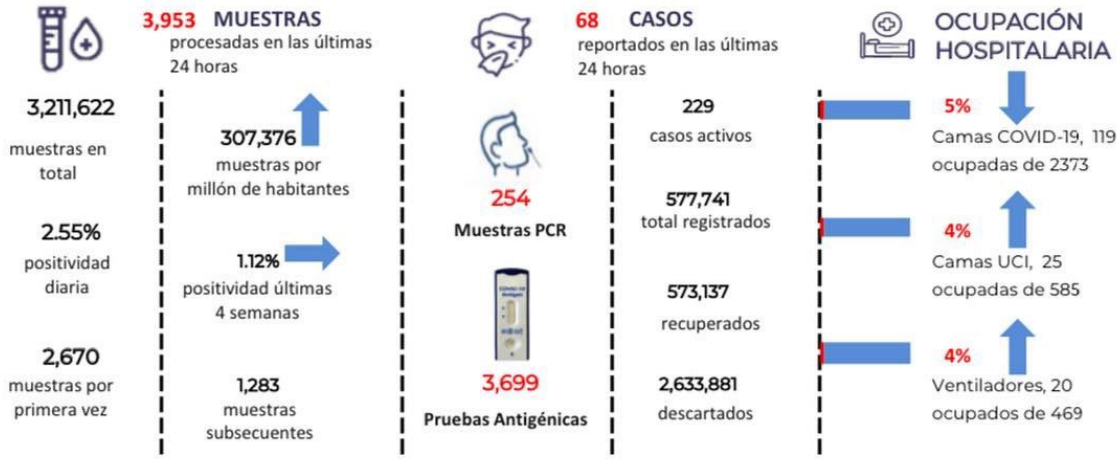 3,953 MUESTRAS
procesadas en las últimas
24 horas
3,211,622
muestras en
total
307,376
muestras por
millón de habitantes
2.55%
positividad
diaria
1.12%
positividad últimas
4 semanas
2,670
muestras por
primera vez
1,283
muestras
subsecuentes
68 CASOS
reportados en las últimas
24 horas
254
Muestras PCR
3,699
Pruebas Antigénicas
229
casos activos
577,741
total registrados
573,137
recuperados
2,633,881
descartados
OCUPACIÓN
HOSPITALARIA
5%
Camas COVID-19, 119
ocupadas de 2373
4%
Camas UCI, 25
ocupadas de 585
4%
Ventiladores, 20
ocupados de 469